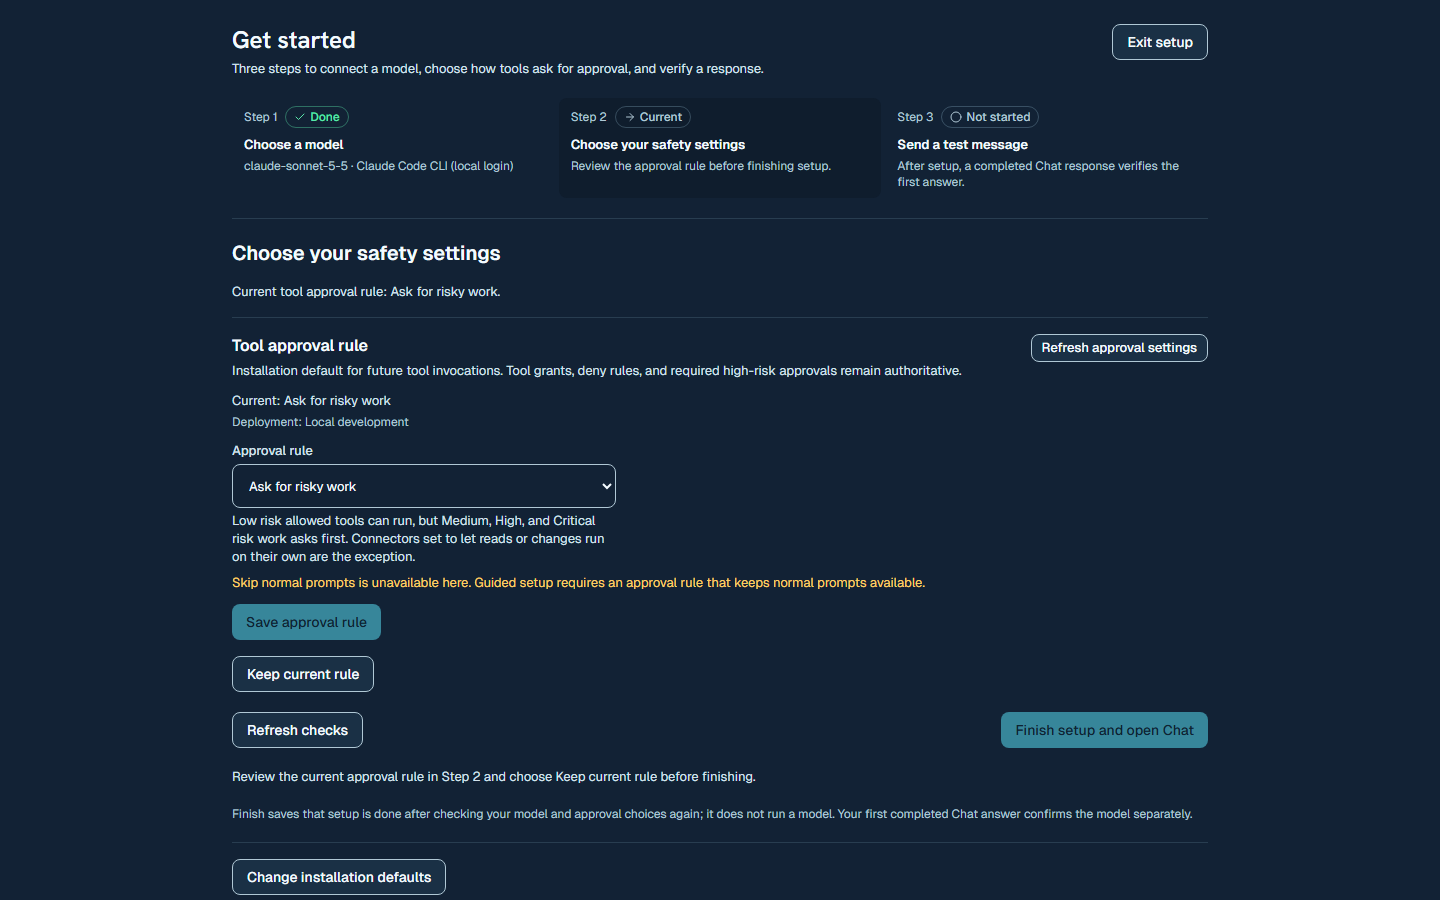 Get started
Exit setup
Three steps to connect a model, choose how tools ask for approval, and verify a response.
Step 1 Done
Choose a model
claude-sonnet-5-5 · Claude Code CLI (local login)
Step 2 Current
Choose your safety settings
Review the approval rule before finishing setup.
Step 3 Not started
Send a test message
After setup, a completed Chat response verifies the
first answer.
Choose your safety settings
Current tool approval rule: Ask for risky work.
Tool approval rule
Refresh approval settings
Installation default for future tool invocations. Tool grants, deny rules, and required high-risk approvals remain authoritative.
Current: Ask for risky work
Deployment: Local development
Approval rule
Ask for risky work
Low risk allowed tools can run, but Medium, High, and Critical
risk work asks first. Connectors set to let reads or changes run
on their own are the exception.
Skip normal prompts is unavailable here. Guided setup requires an approval rule that keeps normal prompts available.
Save approval rule
Keep current rule
Refresh checks
Finish setup and open Chat
Review the current approval rule in Step 2 and choose Keep current rule before finishing.
Finish saves that setup is done after checking your model and approval choices again; it does not run a model. Your first completed Chat answer confirms the model separately.
Change installation defaults